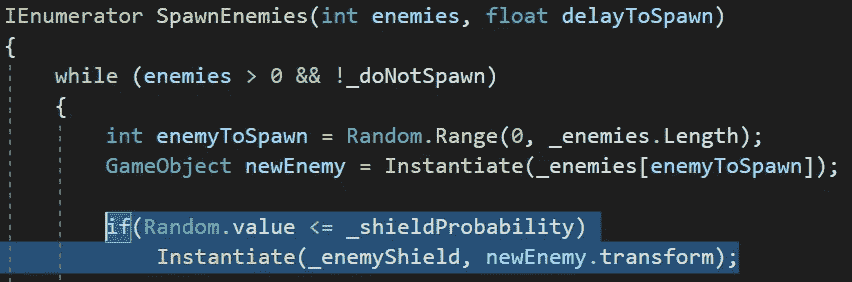 IEnumerator SpawnEnemies(int enemies, float delayToSpawn)
{
while (enemies > 0 && !_doNotSpawn)
{
int enemyToSpawn = Random.Range(0, _enemies.Length);
GameObject newEnemy = Instantiate(_enemies[enemyToSpawn]);
if(Random.value <= _shieldProbability)
Instantiate(_enemyShield, newEnemy.transform);